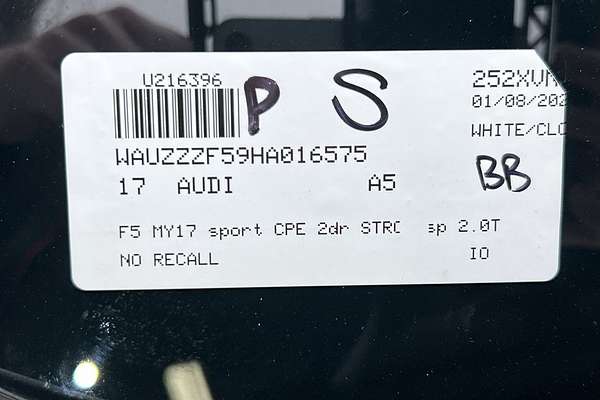 U216396 P S 252XVM
01/08/202
WHITE/CLO
WAUZZZF59HA016575
17 AUDI A5 BB
F5 MY17 sport CPE 2dr STRC sp 2.0T
NO RECALL IO